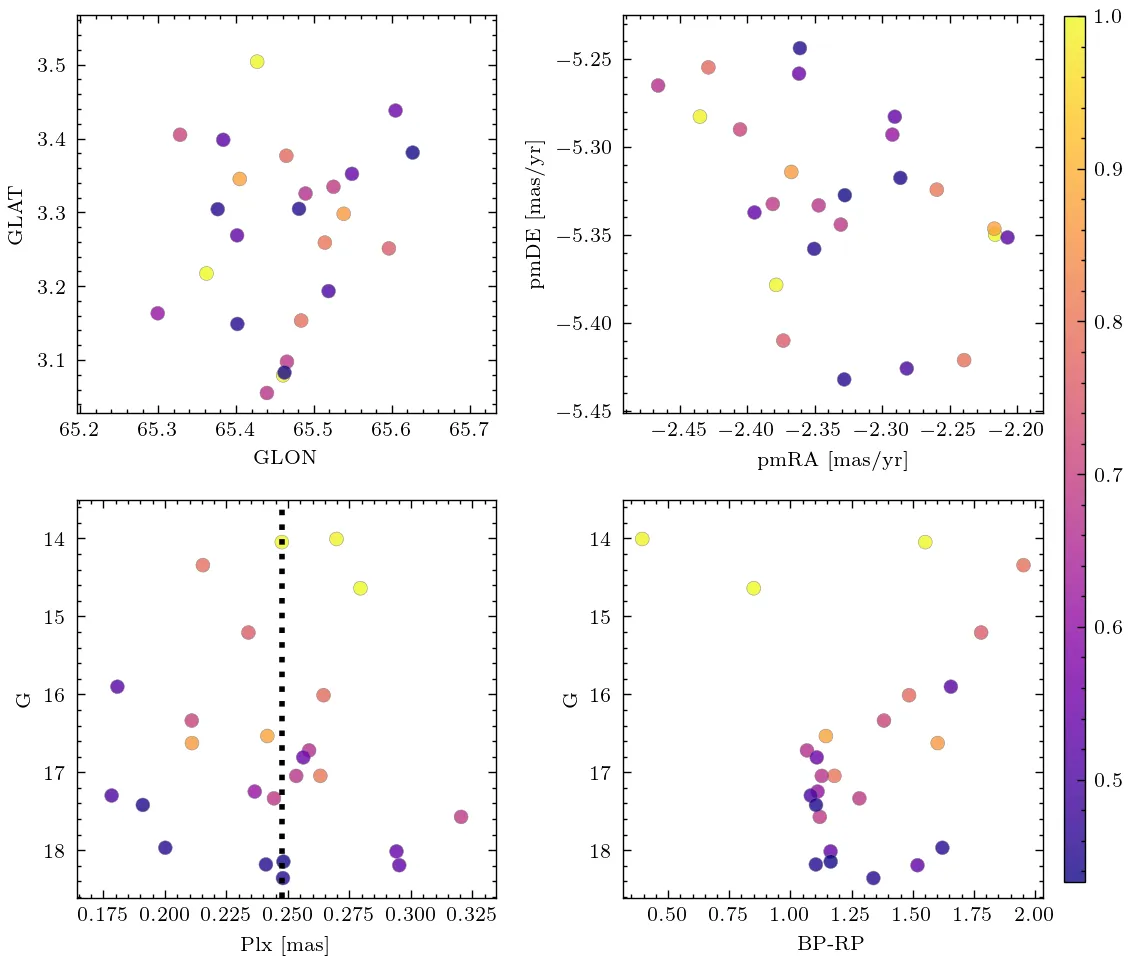 3.5
3.4
3.3
3.2
3.1
GLAT
65.2 65.3 65.4 65.5 65.6 65.7
GLON
−5.25
−5.30
−5.35
−5.40
−5.45
pmDE [mas/yr]
−2.45 −2.40 −2.35 −2.30 −2.25 −2.20
pmRA [mas/yr]
14
15
16
17
18
G
0.175 0.200 0.225 0.250 0.275 0.300 0.325
Plx [mas]
14
15
16
17
18
G
0.50 0.75 1.00 1.25 1.50 1.75 2.00
BP-RP
1.0
0.9
0.8
0.7
0.6
0.5